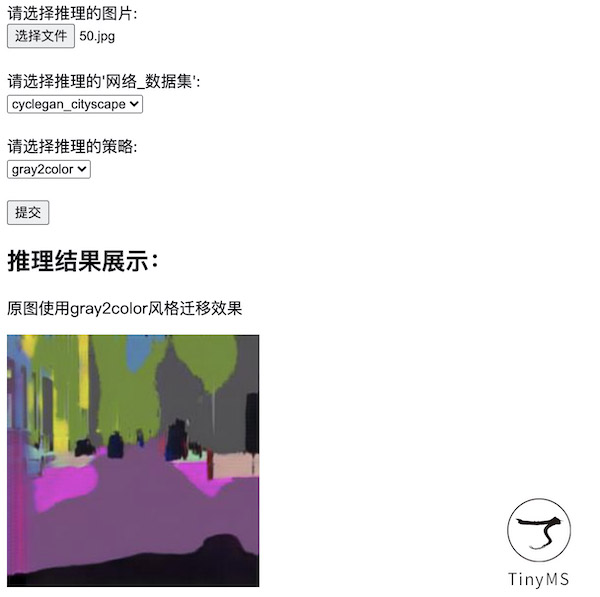 请选择推理的图片:
选择文件 50.jpg
请选择推理的'网络_数据集':
cyclegan_cityscape
请选择推理的策略:
gray2color
提交
推理结果展示：
原图使用gray2color风格迁移效果
TinyMS